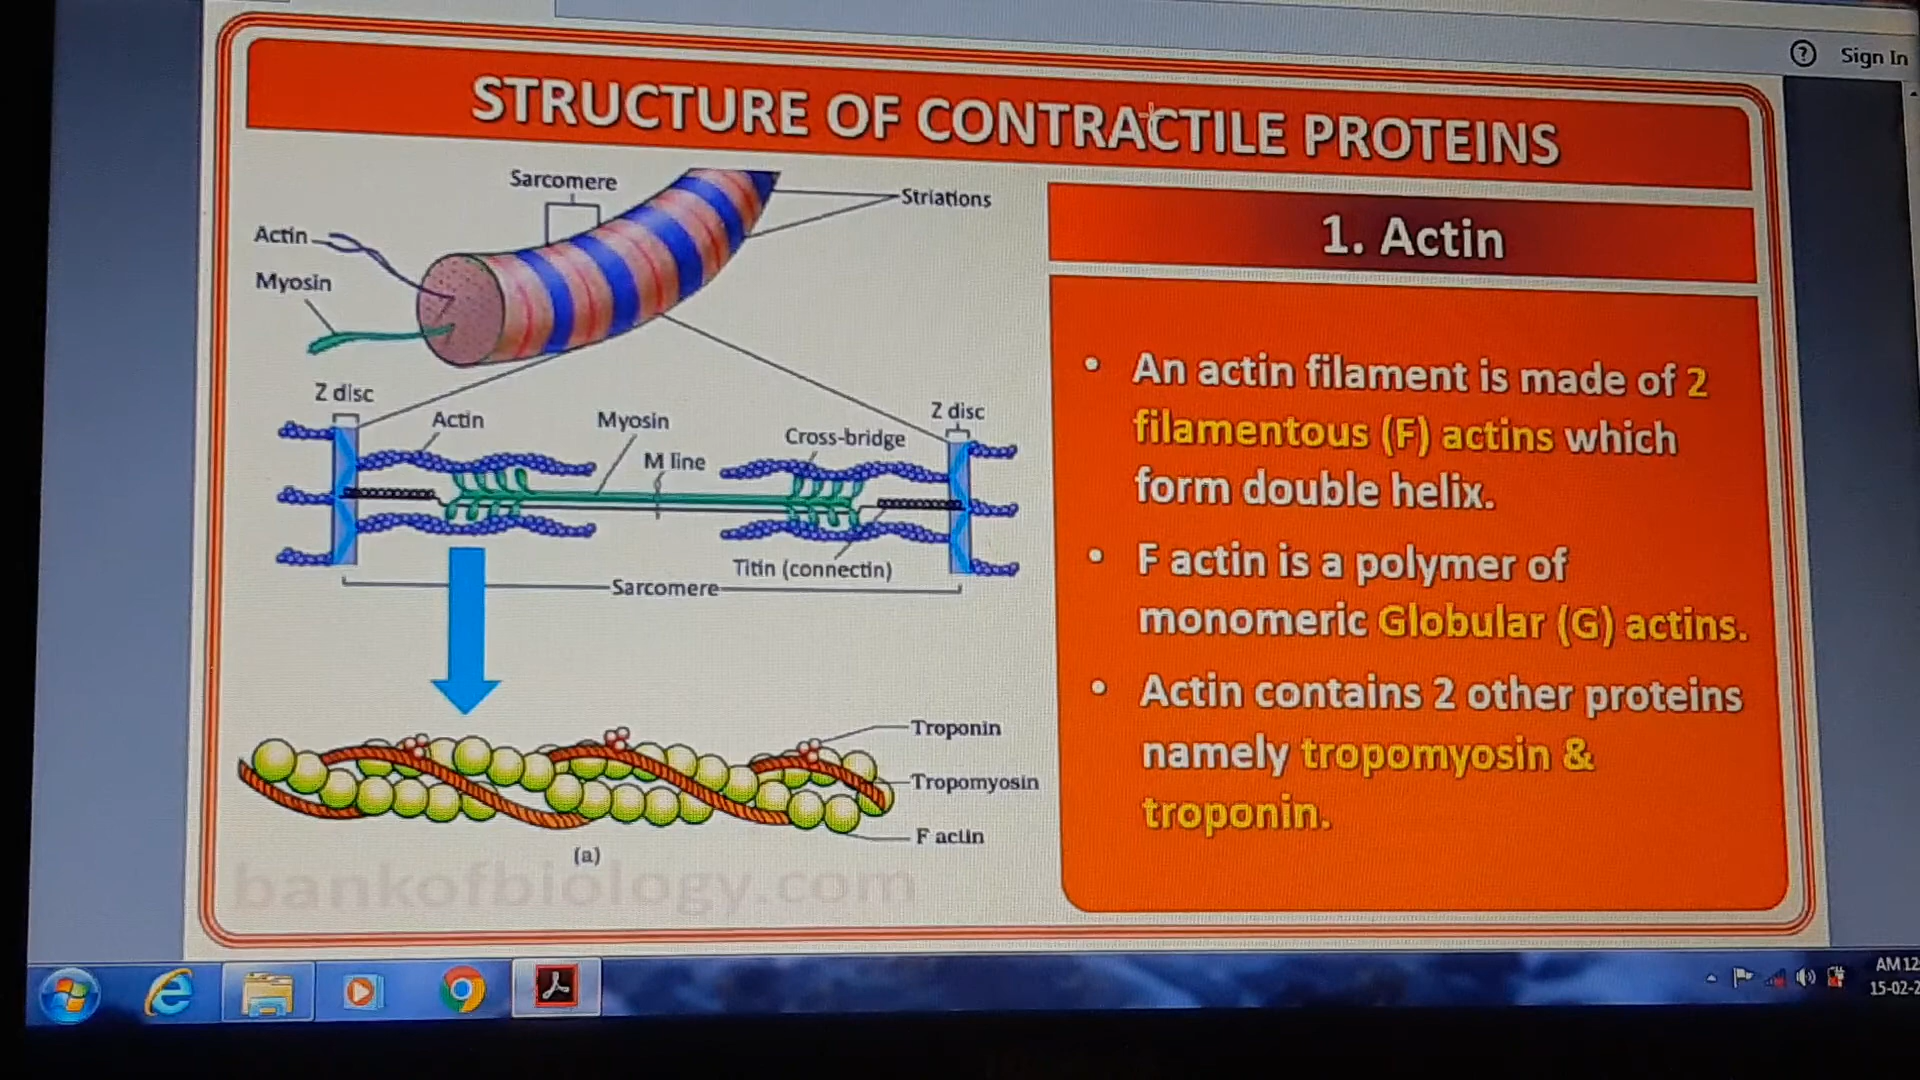 Sign In
STRUCTURE OF CONTRACTILE PROTEINS
Sarcomere
Striations
Actin
Myosin
Z disc
Actin
Myosin
Z disc
Cross-bridge
M line
Titin (connectin)
Sarcomere
Troponin
Tropomyosin
F actin
(a)
bankofbiology.com
1. Actin
• An actin filament is made of 2
filamentous (F) actins which
form double helix.
• F actin is a polymer of
monomeric Globular (G) actins.
• Actin contains 2 other proteins
namely tropomyosin &
troponin.
AM 12
15-02-2